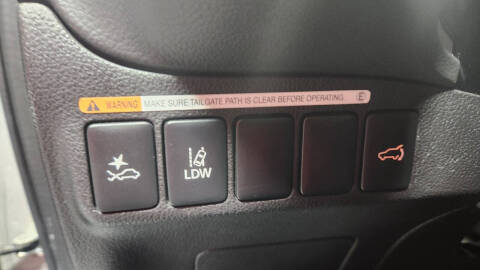 WARNING MAKE SURE TAILGATE PATH IS CLEAR BEFORE OPERATING. E
LDW